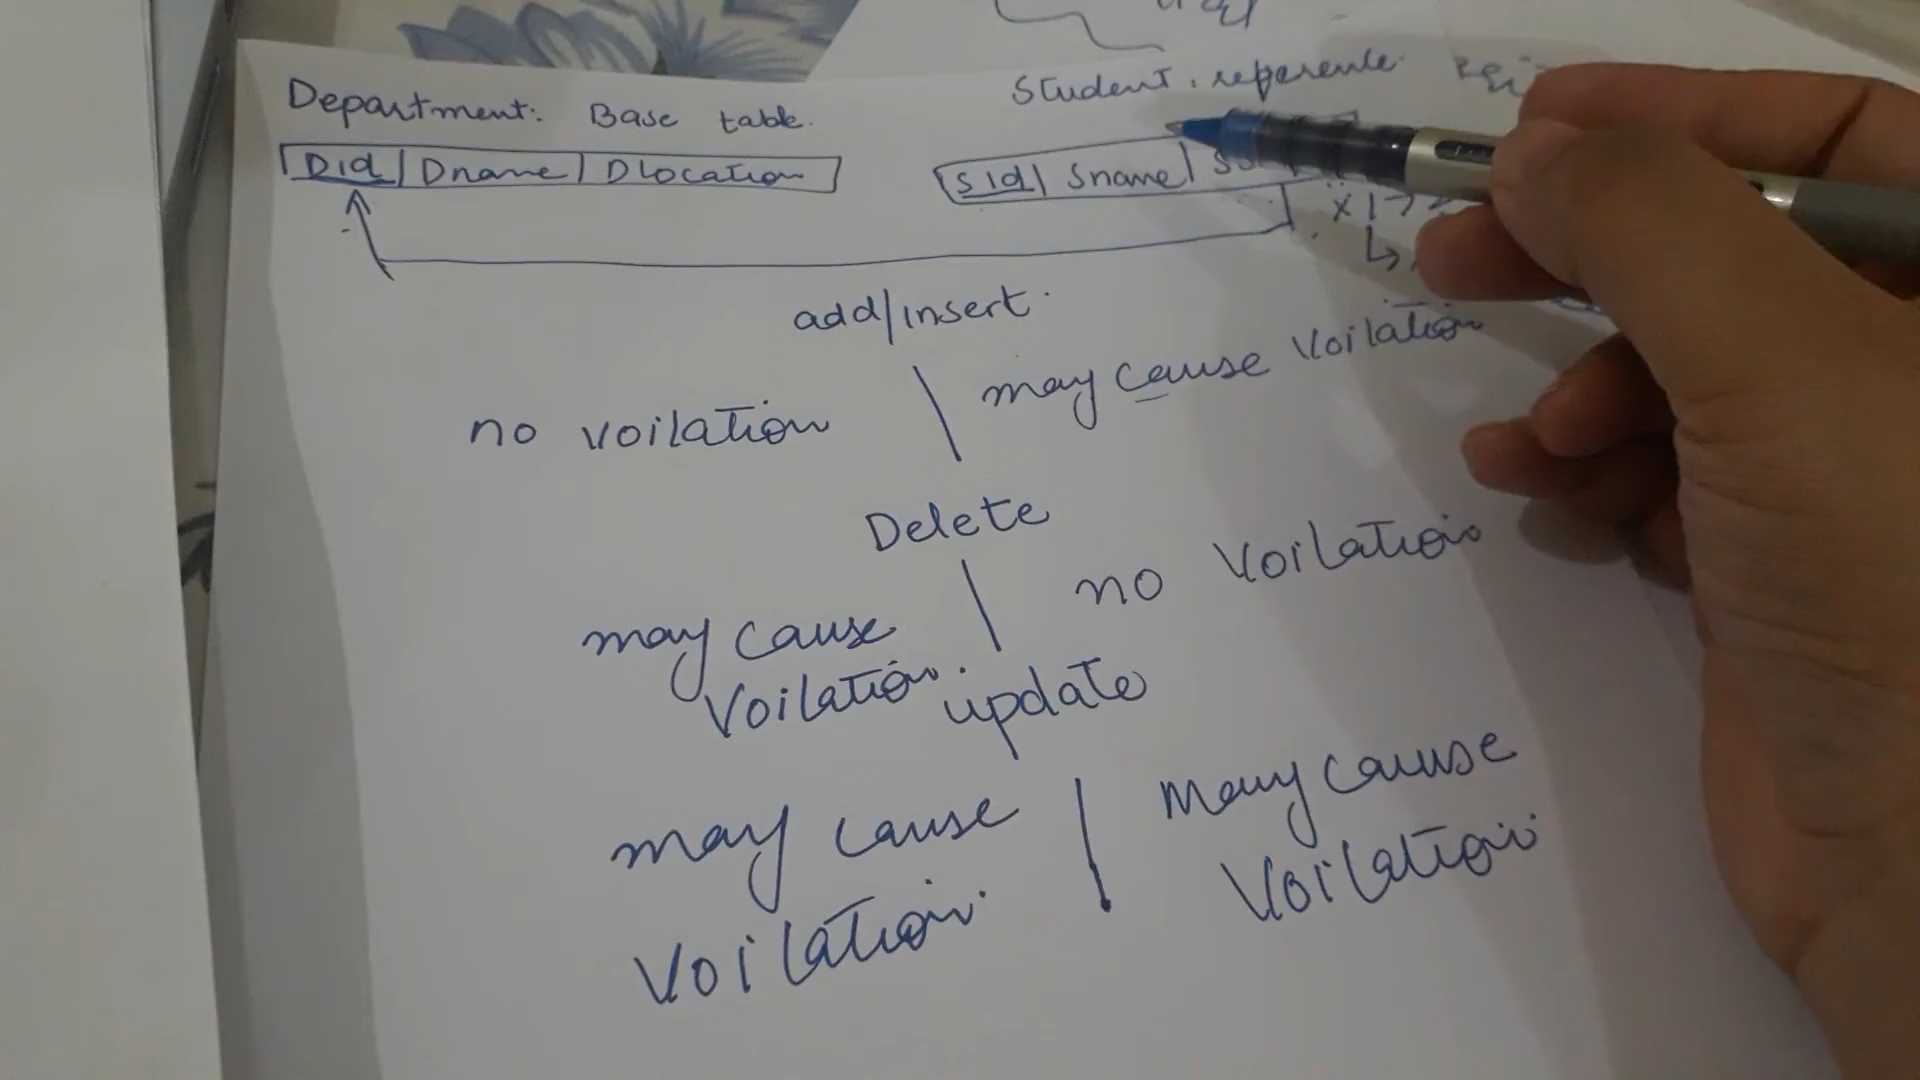 Department: Base table.
Student. reference
Did | Dname | Dlocation
Sid | Sname |
add/insert.
no voilation | may cause voilation
Delete
may cause voilation. | no voilation
update
may cause voilation. | may cause voilation